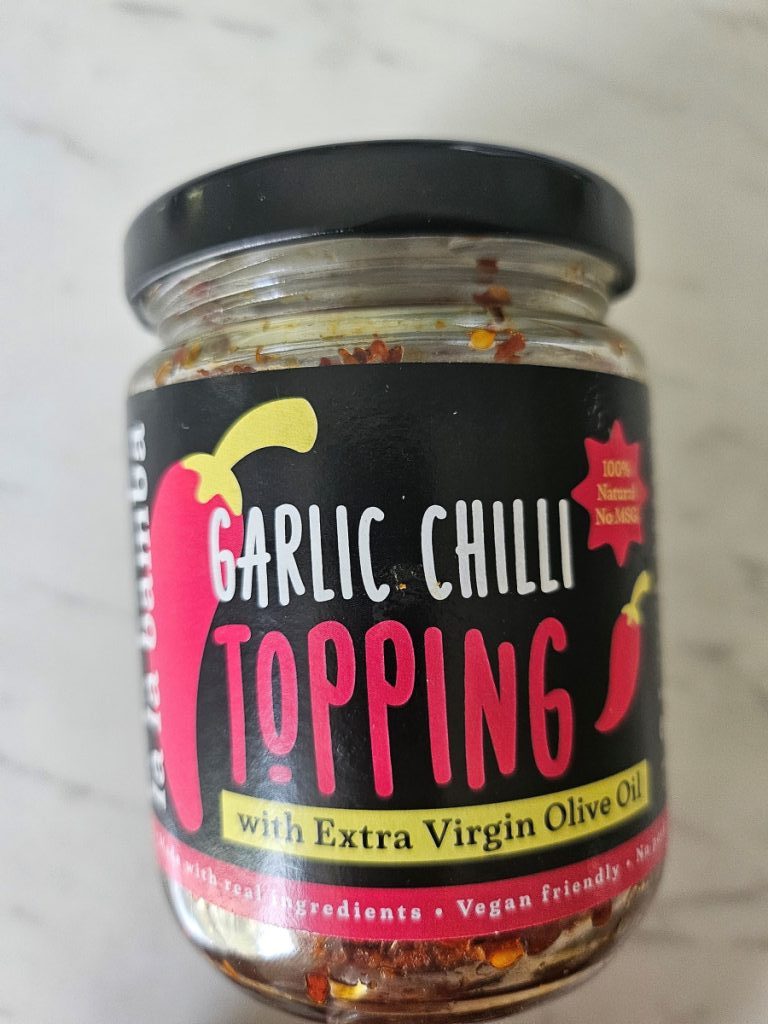 la la bamba
GARLIC CHILLI
TOPPING
100%
Natural
No MSG
with Extra Virgin Olive Oil
with real ingredients • Vegan friendly • No